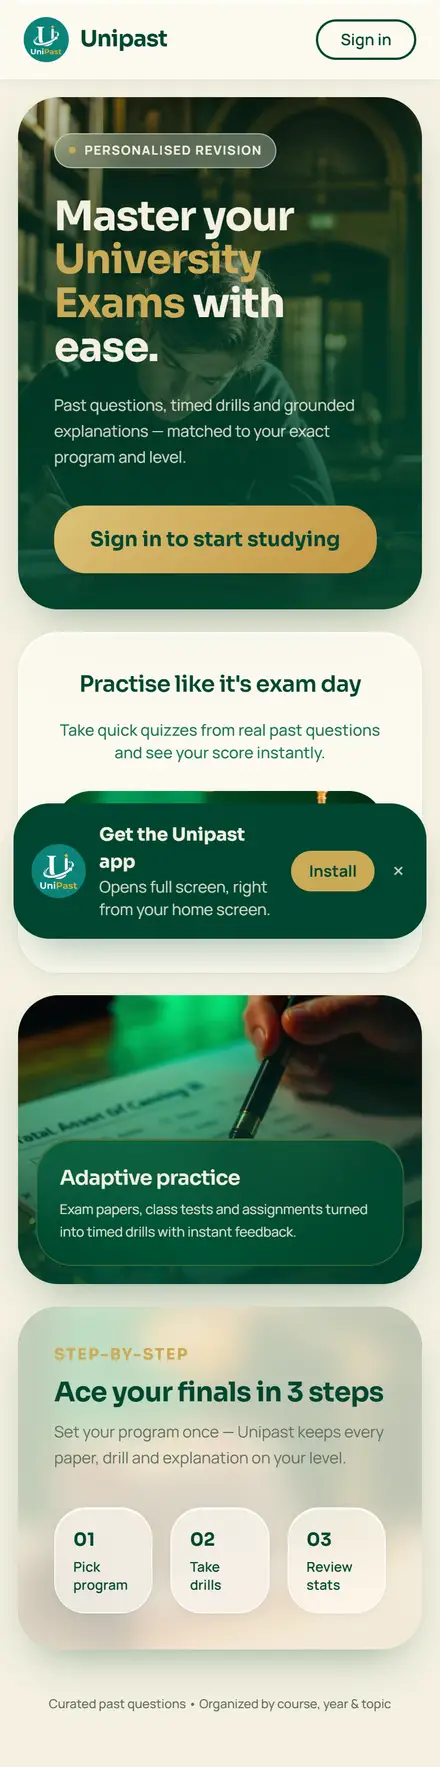 UniPast
Unipast
Sign in
PERSONALISED REVISION
Master your
University
Exams with
ease.
Past questions, timed drills and grounded
explanations — matched to your exact
program and level.
Sign in to start studying
Practise like it's exam day
Take quick quizzes from real past questions
and see your score instantly.
UniPast
Get the Unipast
app
Opens full screen, right
from your home screen.
Install
×
Adaptive practice
Exam papers, class tests and assignments turned
into timed drills with instant feedback.
STEP-BY-STEP
Ace your finals in 3 steps
Set your program once — Unipast keeps every
paper, drill and explanation on your level.
01
Pick
program
02
Take
drills
03
Review
stats
Curated past questions • Organized by course, year & topic